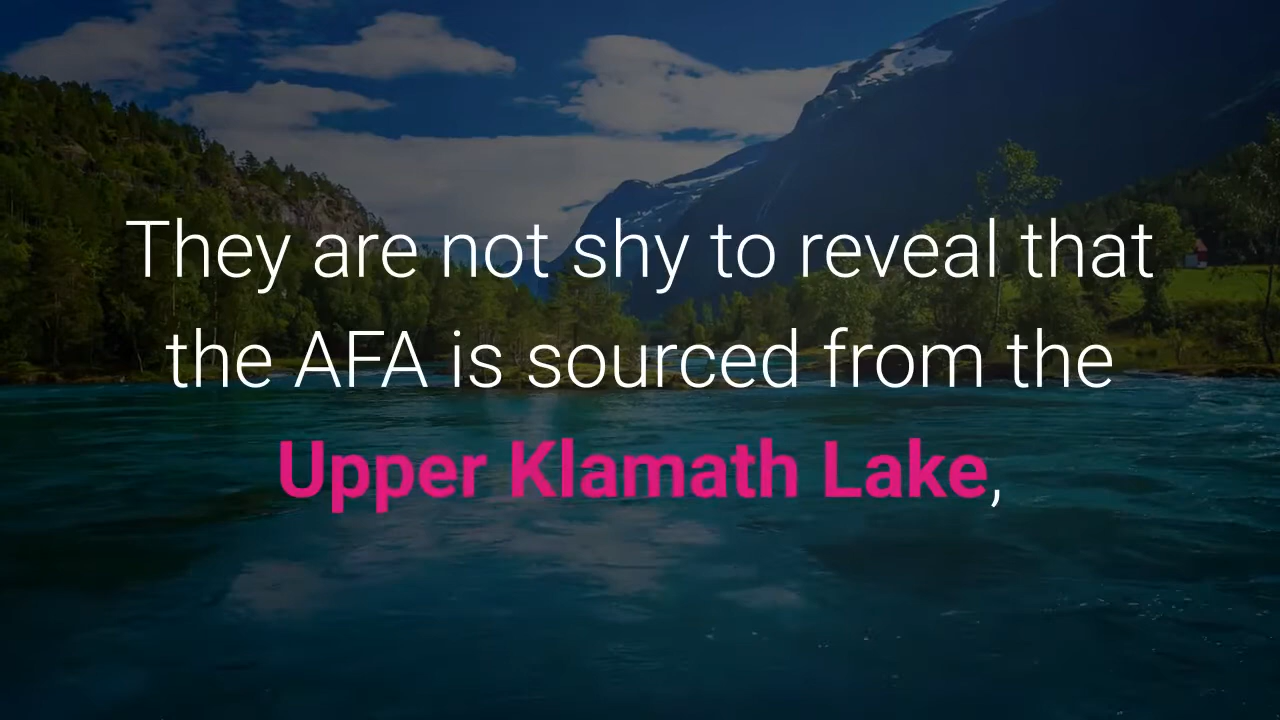 They are not shy to reveal that
the AFA is sourced from the
Upper Klamath Lake,